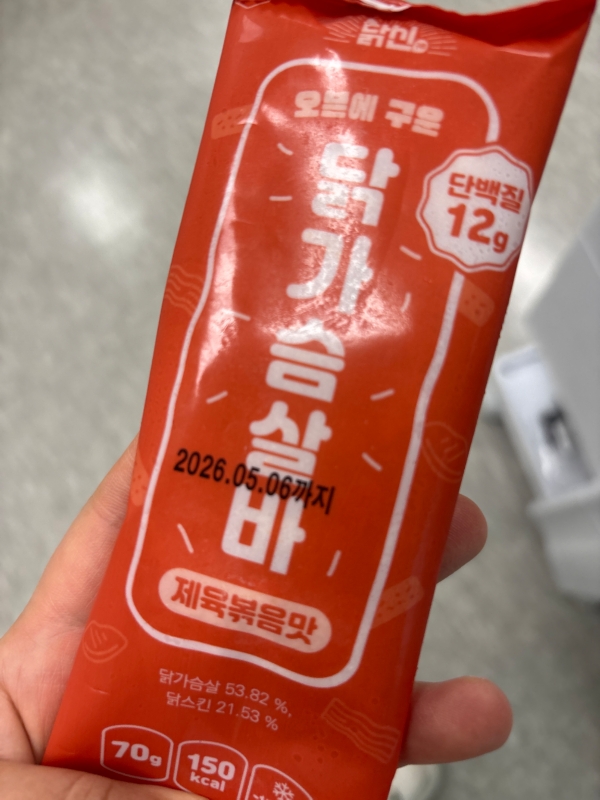 닭신
오븐에 구운
닭가슴살바
단백질
12g
2026.05.06까지
제육볶음맛
닭가슴살 53.82 %,
닭스킨 21.53 %
70g
150
kcal